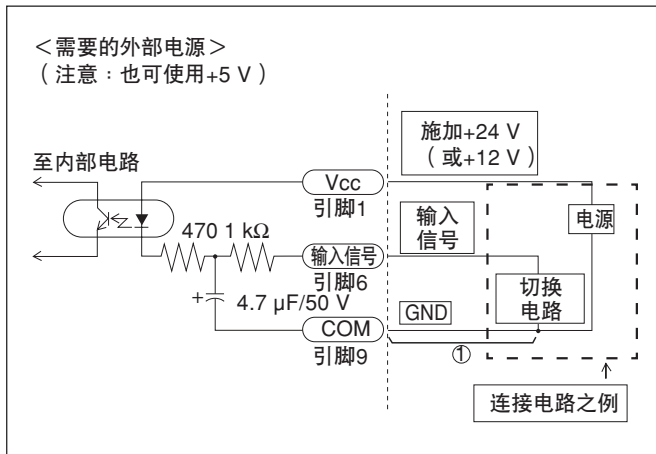 ＜需要的外部电源＞
（注意：也可使用+5 V）
施加+24 V
（或+12 V）
至内部电路
Vcc
引脚1
输入
信号
电源
470 1 kΩ
输入信号
引脚6
切换
电路
+
4.7 µF/50 V
GND
COM
引脚9
①
连接电路之例